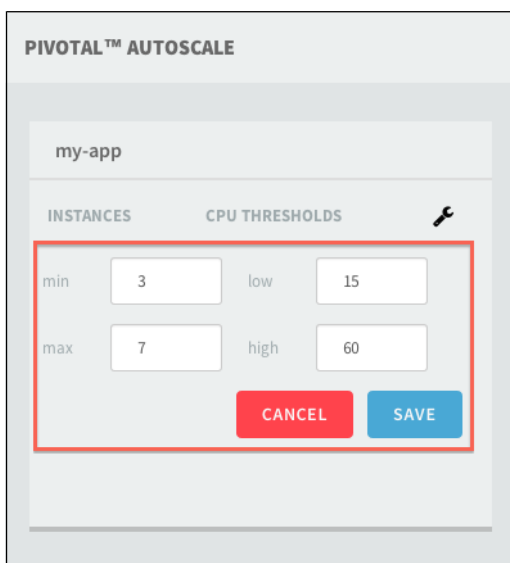 PIVOTAL™ AUTOSCALE
my-app
INSTANCES CPU THRESHOLDS
min 3 low 15
max 7 high 60
CANCEL SAVE